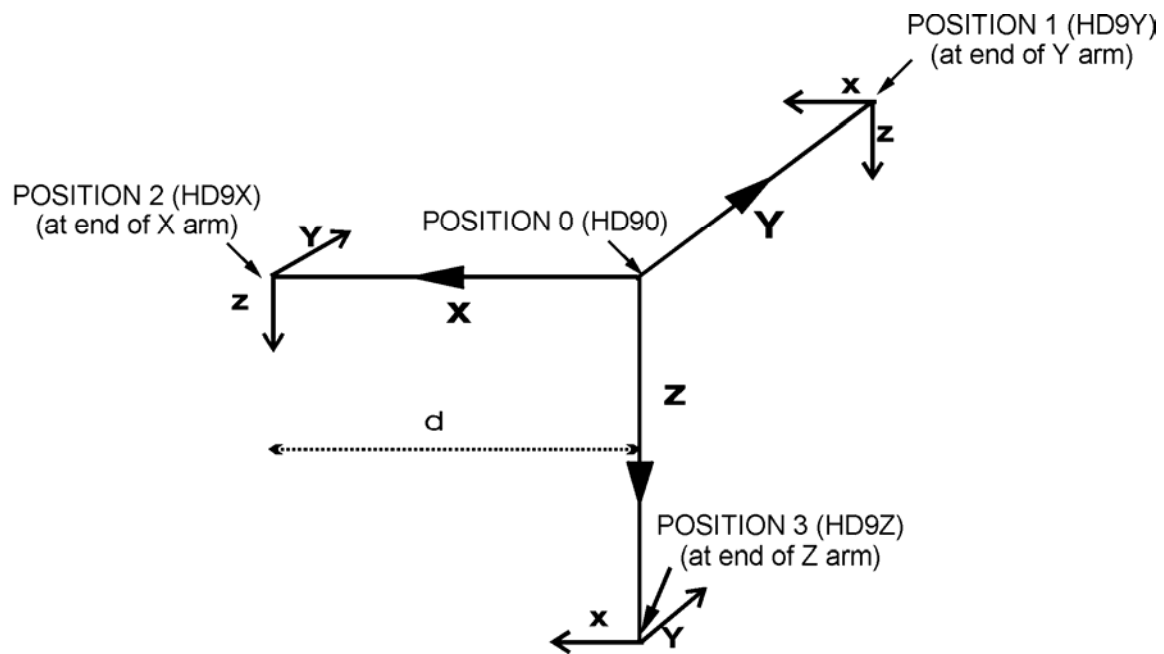 POSITION 1 (HD9Y)
(at end of Y arm)
x
z
POSITION 2 (HD9X)
(at end of X arm)
Y
POSITION 0 (HD90)
Y
z
X
Z
d
POSITION 3 (HD9Z)
(at end of Z arm)
x
Y